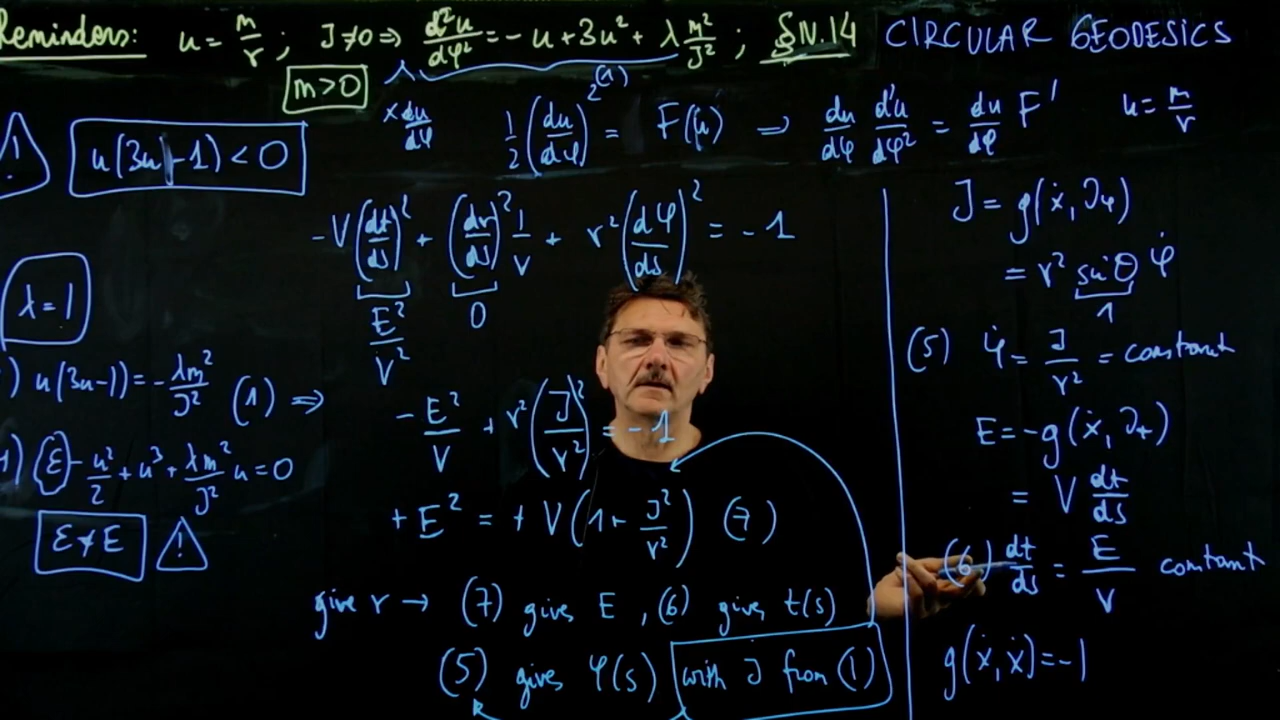 Reminders: u = m/r ; J ≠ 0 ⇒ d²u/dφ² = - u + 3u² + λ m²/J² ; §N.14 CIRCULAR GEODESICS
m > 0
× du/dφ 1/2 (du/dφ)² = F(u) ⇒ du/dφ d²u/dφ² = du/dφ F' u = m/r
(1)
! u(3u - 1) < 0
- V (dt/ds)² + (dr/ds)² 1/V + r² (dφ/ds)² = - 1
E²/V² 0
λ = 1
) u(3u-1) = - λm²/J² (1) ⇒
) ε - u²/2 + u³ + λm²/J² u = 0
ε ≠ E !
- E²/V + r² (J/r²)² = - 1
+ E² = + V (1 + J²/r²) (7)
give r → (7) gives E , (6) gives t(s)
(5) gives φ(s) with J from (1)
J = g(ẋ, ∂φ)
= r² sin²θ φ̇
1
(5) φ̇ = J/r² = constant
E = - g(ẋ, ∂t)
= V dt/ds
(6) dt/ds = E/V constant
g(ẋ, ẋ) = -1